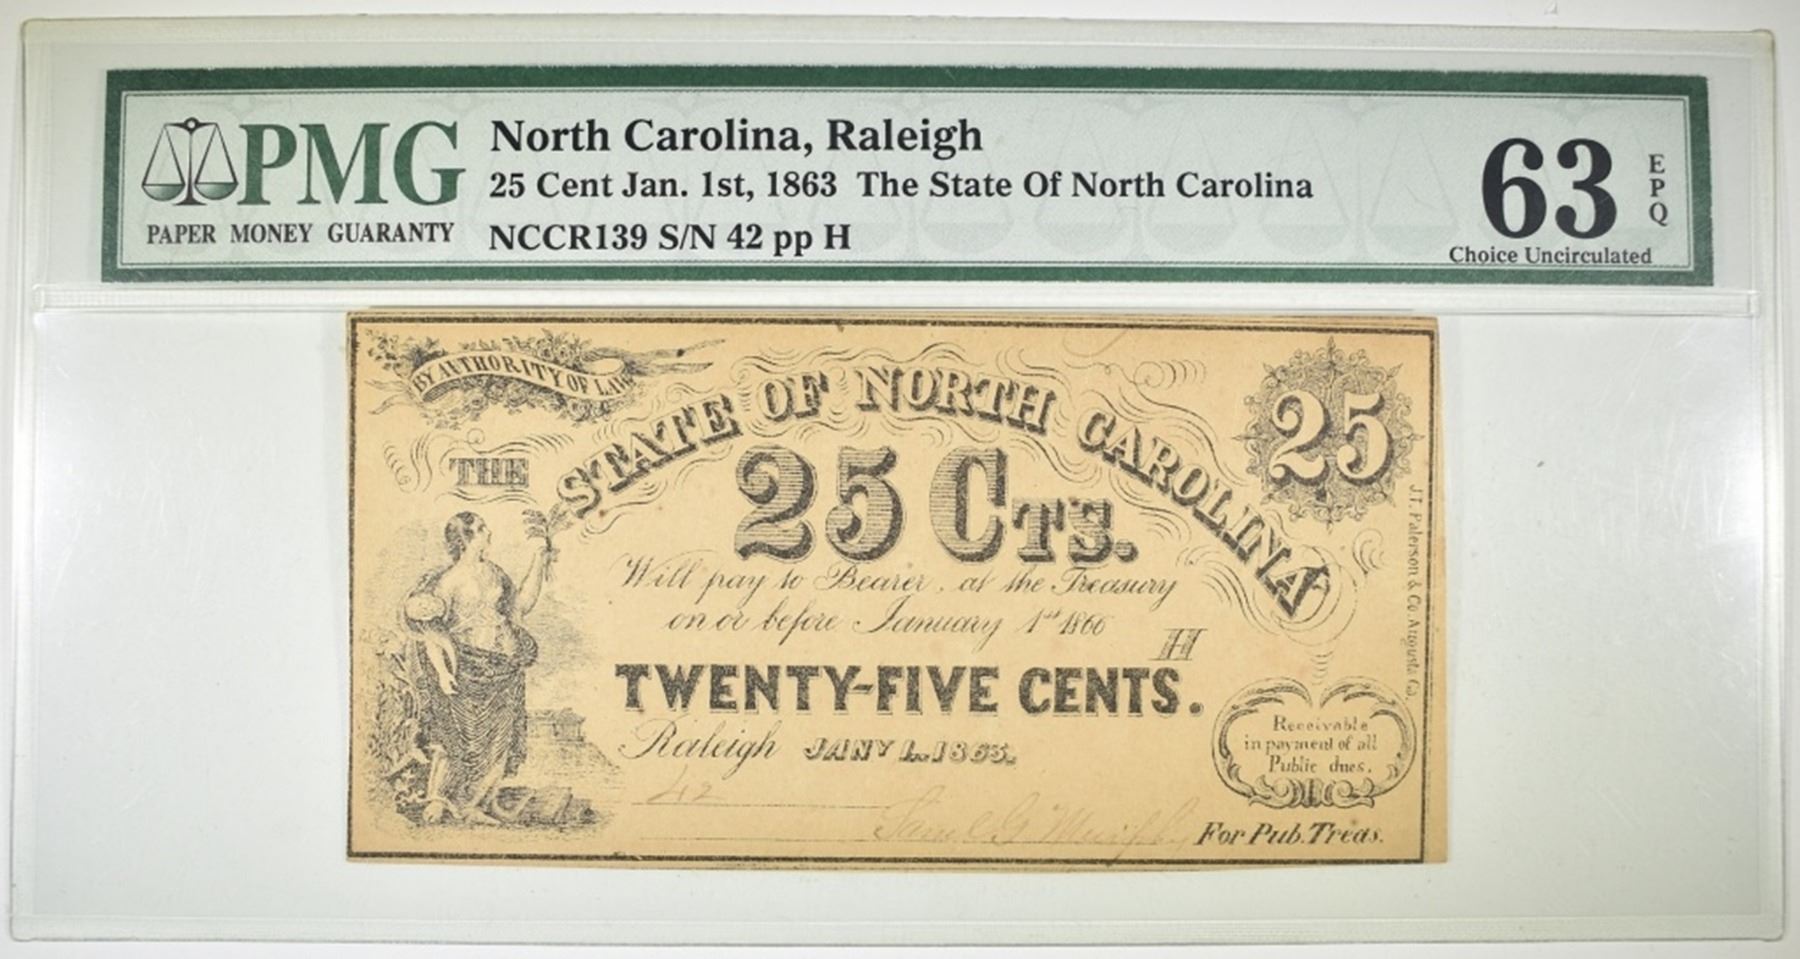 PMG
PAPER MONEY GUARANTY
North Carolina, Raleigh
25 Cent Jan. 1st, 1863 The State Of North Carolina
NCCR139 S/N 42 pp H
63
EPQ
Choice Uncirculated
BY AUTHORITY OF LAW
THE
STATE OF NORTH CAROLINA
25
25 CTS.
Will pay to Bearer, at the Treasury
on or before January 1st 1866
H
TWENTY-FIVE CENTS.
Raleigh JANY 1st 1863.
42
For Pub. Treas.
Receivable
in payment of all
Public dues.
J.T. Paterson & Co. Augusta Ga.